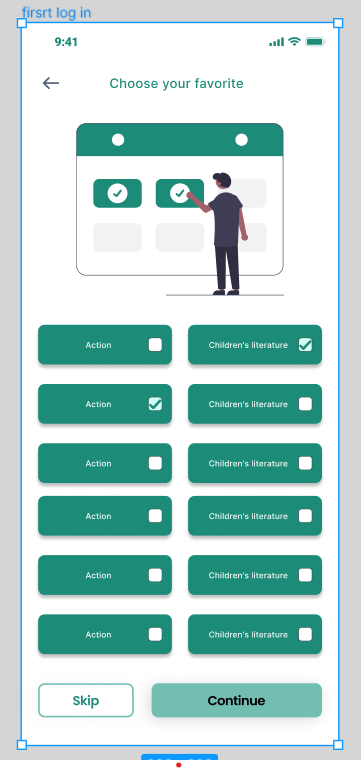 firsrt log in
9:41
Choose your favorite
Action
Children's literature
Action
Children's literature
Action
Children's literature
Action
Children's literature
Action
Children's literature
Action
Children's literature
Skip
Continue